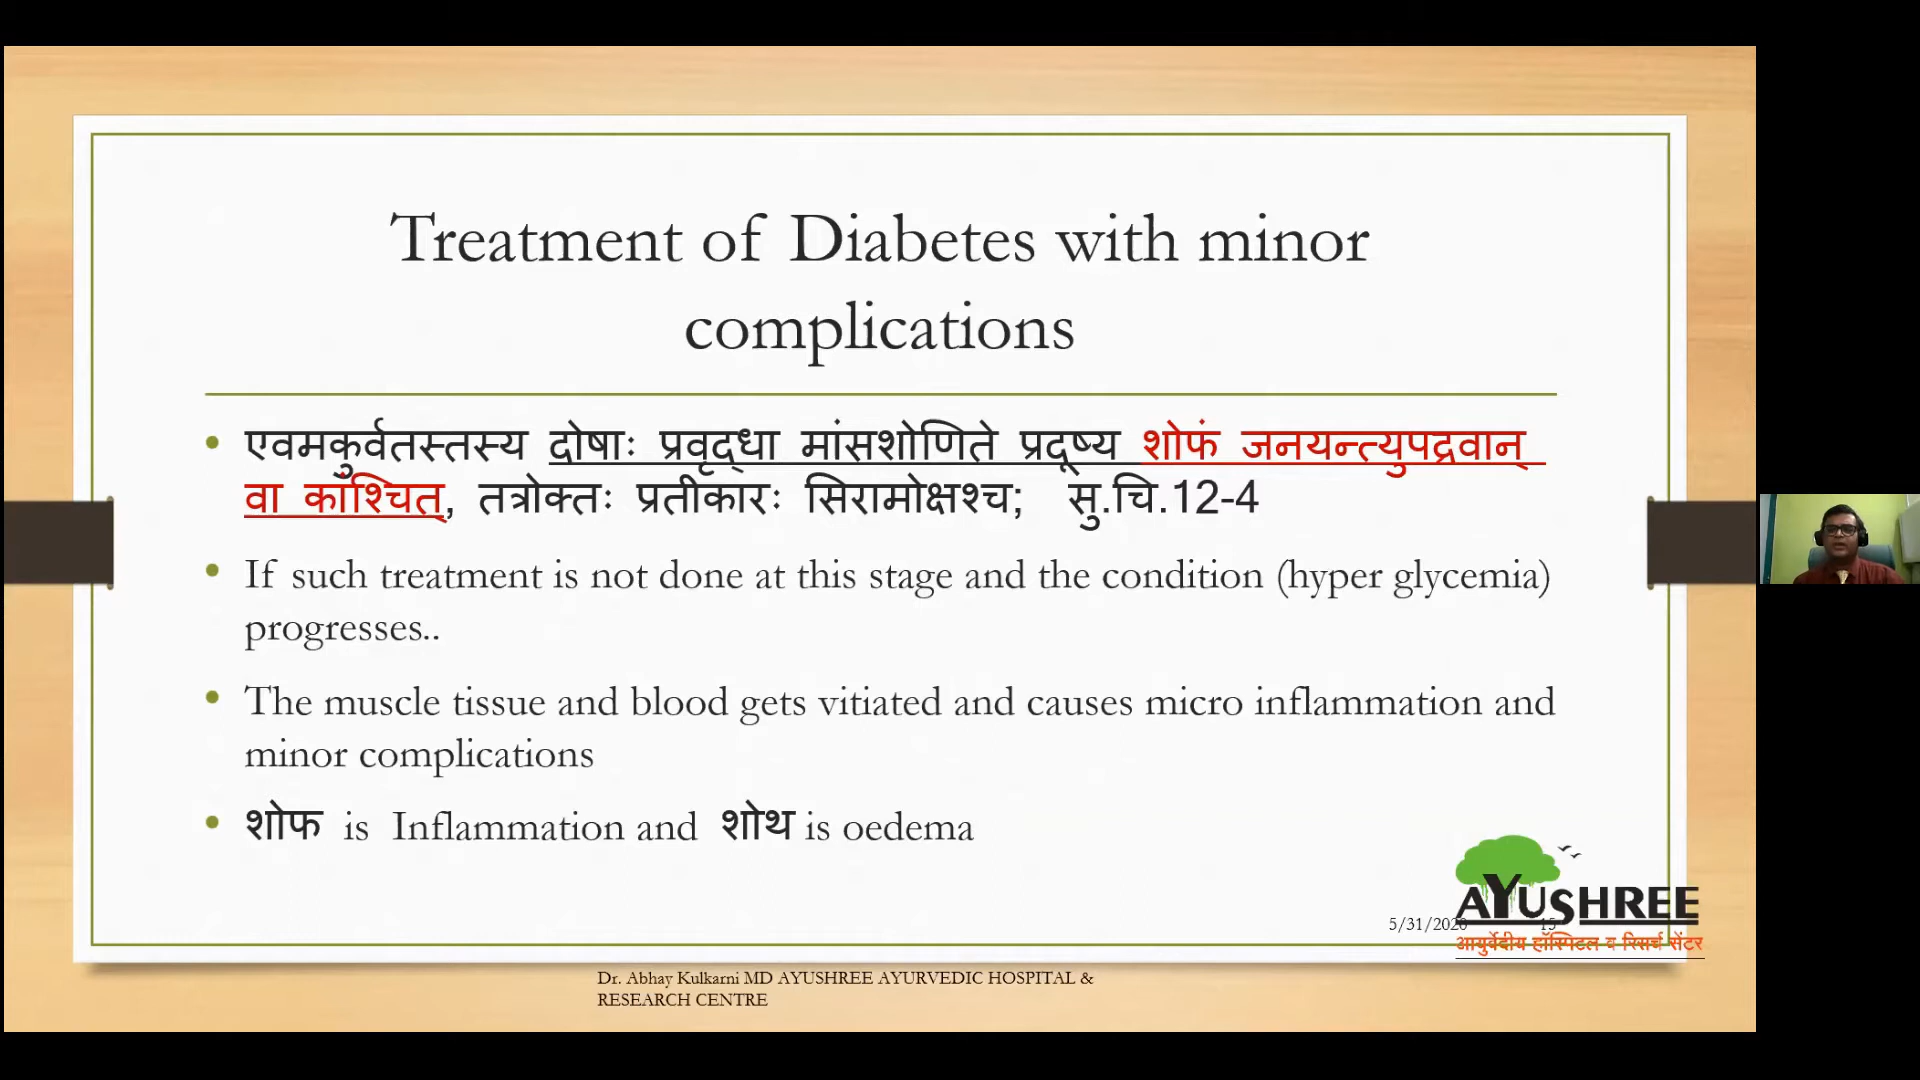 Treatment of Diabetes with minor
complications
• एवमकुर्वतस्तस्य दोषाः प्रवृद्धा मांसशोणिते प्रदूष्य शोफं जनयन्त्युपद्रवान्
वा कांश्चित्, तत्रोक्तः प्रतीकारः सिरामोक्षश्च; सु.चि.12-4
• If such treatment is not done at this stage and the condition (hyper glycemia)
progresses..
• The muscle tissue and blood gets vitiated and causes micro inflammation and
minor complications
• शोफ is Inflammation and शोथ is oedema
AYUSHREE
5/31/2020 15
आयुर्वेदीय हॉस्पिटल व रिसर्च सेंटर
Dr. Abhay Kulkarni MD AYUSHREE AYURVEDIC HOSPITAL &
RESEARCH CENTRE